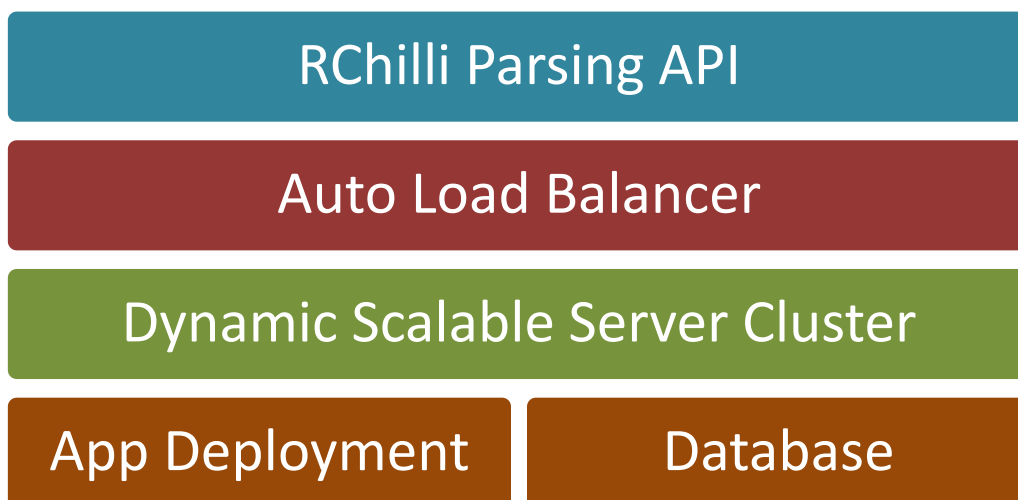 RChilli Parsing API
Auto Load Balancer
Dynamic Scalable Server Cluster
App Deployment
Database